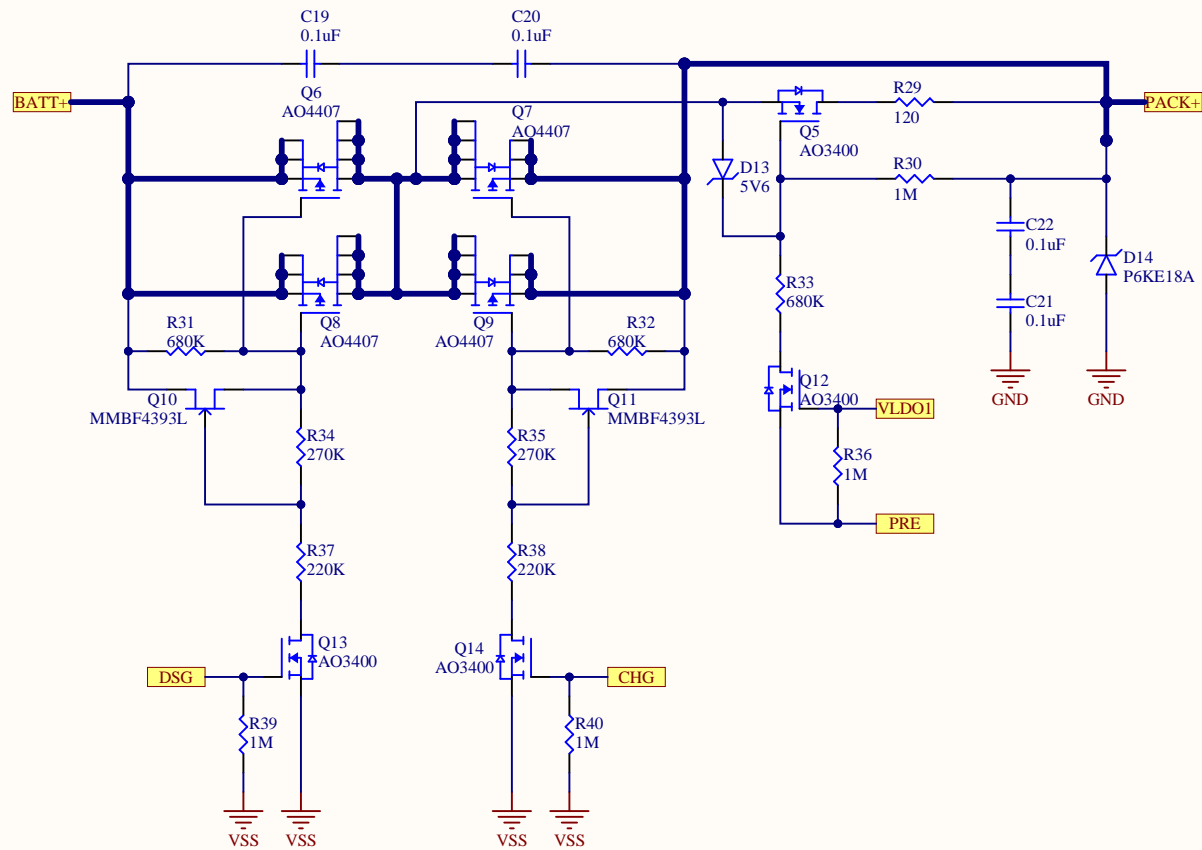 C19
0.1uF
C20
0.1uF
BATT+
Q6
AO4407
Q7
AO4407
R29
120
PACK+
Q5
AO3400
D13
5V6
R30
1M
C22
0.1uF
D14
P6KE18A
R33
680K
C21
0.1uF
R31
680K
Q8
AO4407
Q9
AO4407
R32
680K
Q10
MMBF4393L
Q11
MMBF4393L
Q12
AO3400
VLDO1
GND
GND
R34
270K
R35
270K
R36
1M
PRE
R37
220K
R38
220K
Q13
AO3400
Q14
AO3400
DSG
CHG
R39
1M
R40
1M
VSS
VSS
VSS
VSS